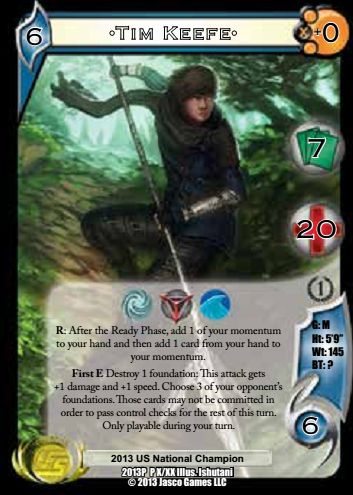 6
•Tim Keefe•
x +0
7
20
1
G: M
Ht: 5'9"
Wt: 145
BT: ?
6
R: After the Ready Phase, add 1 of your momentum
to your hand and then add 1 card from your hand to
your momentum.
First E Destroy 1 foundation: This attack gets
+1 damage and +1 speed. Choose 3 of your opponent's
foundations. Those cards may not be committed in
order to pass control checks for the rest of this turn.
Only playable during your turn.
2013 US National Champion
2013P_P X/XX Illus. Ishutani
© 2013 Jasco Games LLC